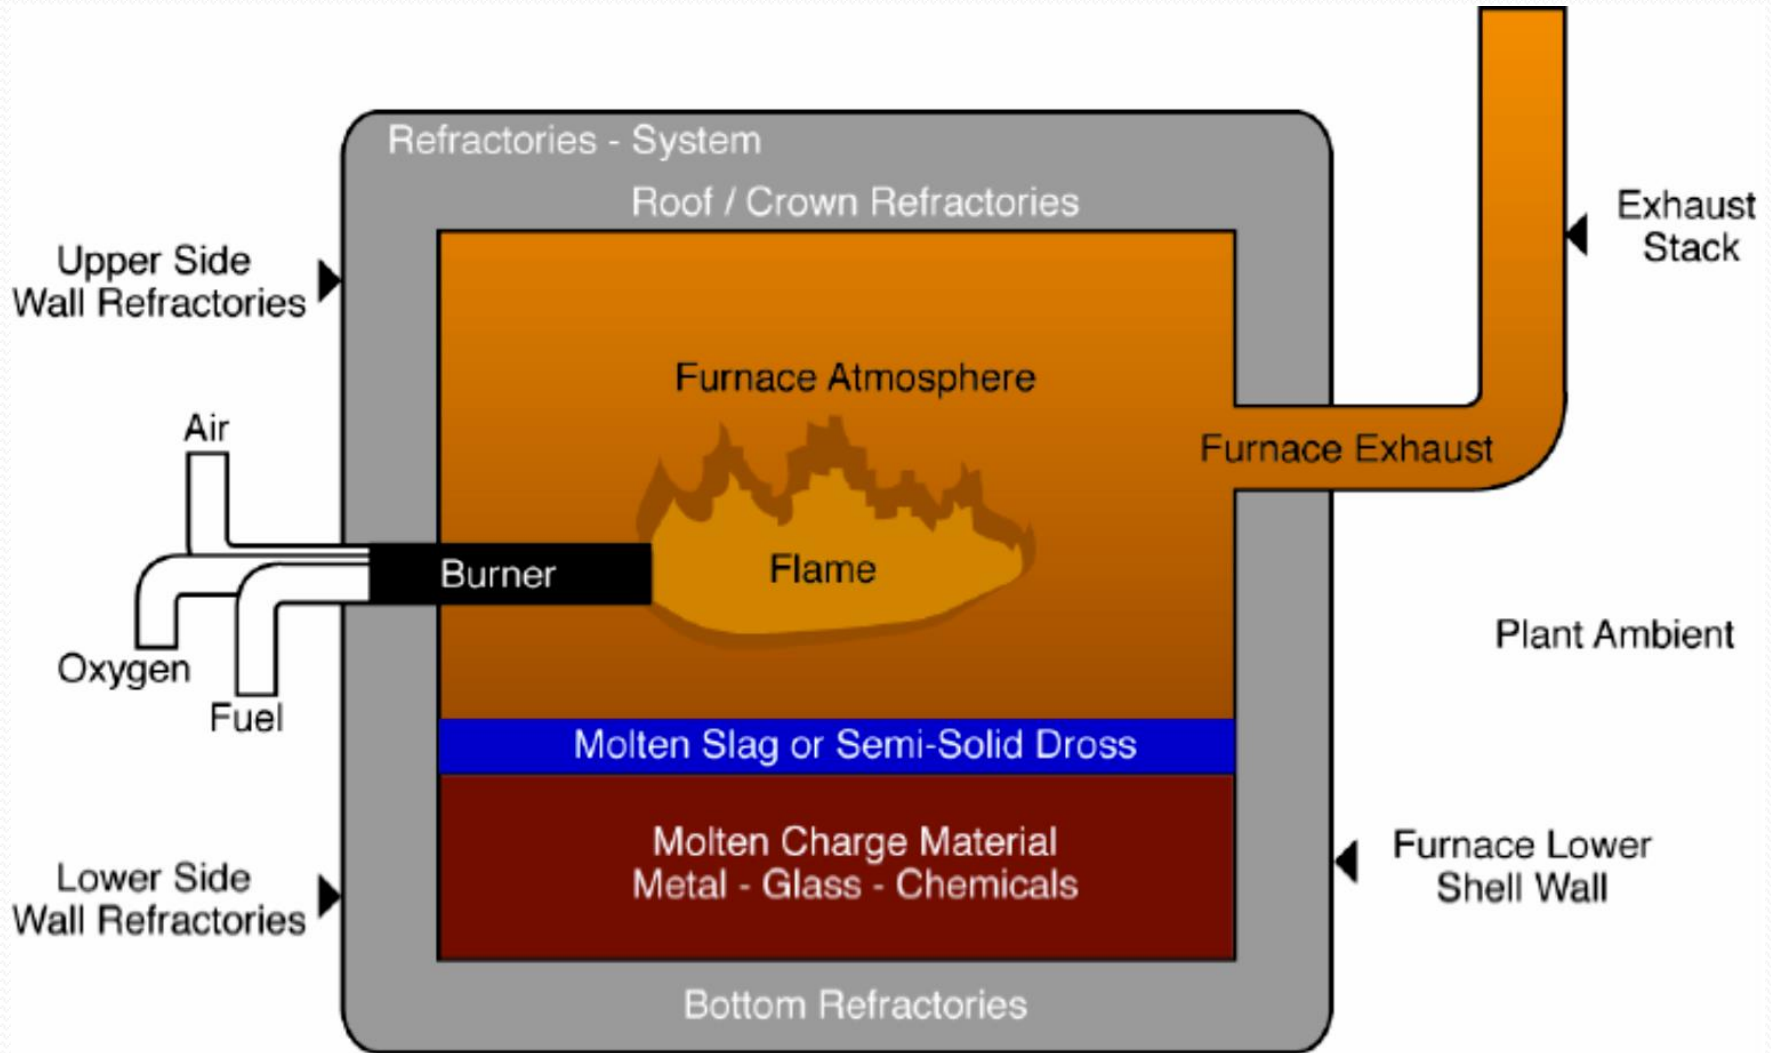 Refractories - System
Roof / Crown Refractories
Exhaust
Stack
Upper Side
Wall Refractories
Furnace Atmosphere
Air
Furnace Exhaust
Burner
Flame
Plant Ambient
Oxygen
Fuel
Molten Slag or Semi-Solid Dross
Molten Charge Material
Metal - Glass - Chemicals
Furnace Lower
Shell Wall
Lower Side
Wall Refractories
Bottom Refractories